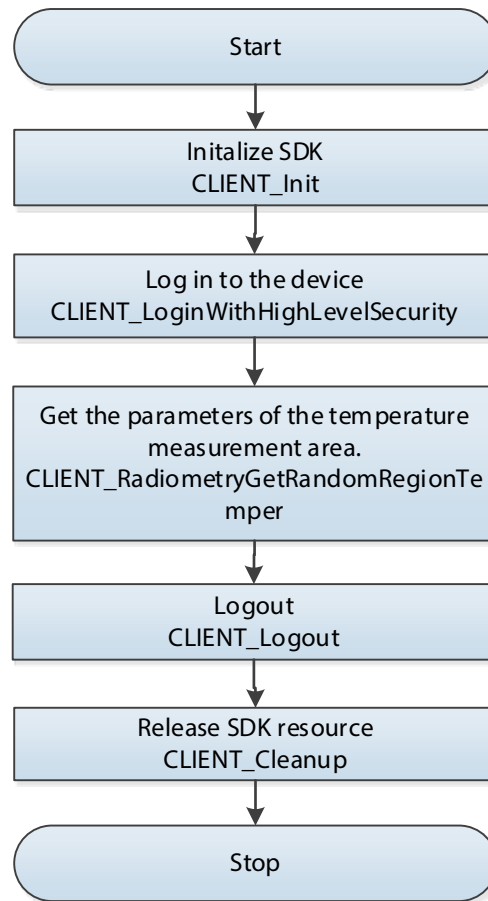 Start
Initalize SDK
CLIENT_Init
Log in to the device
CLIENT_LoginWithHighLevelSecurity
Get the parameters of the temperature
measurement area.
CLIENT_RadiometryGetRandomRegionTe
mper
Logout
CLIENT_Logout
Release SDK resource
CLIENT_Cleanup
Stop